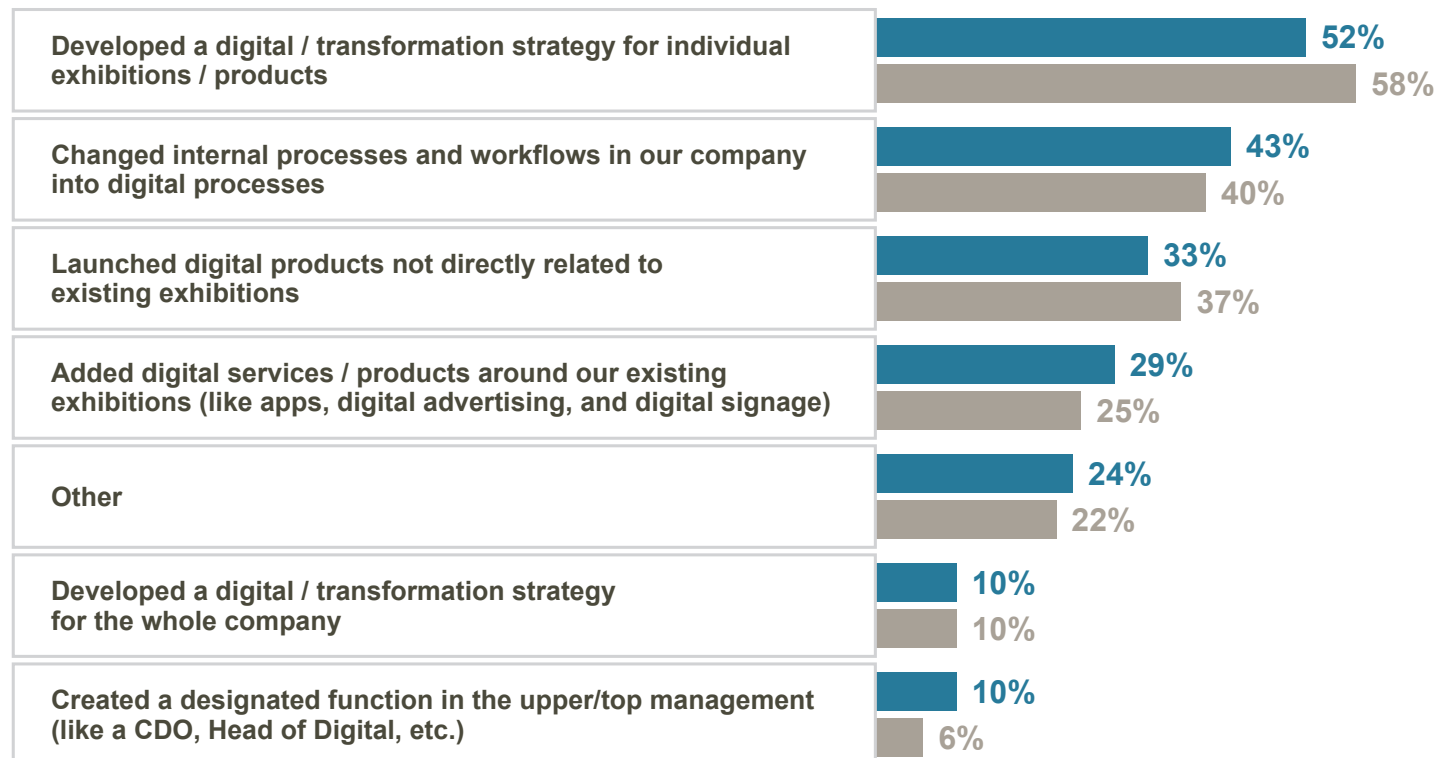 Developed a digital / transformation strategy for individual
exhibitions / products
52%
58%
Changed internal processes and workflows in our company
into digital processes
43%
40%
Launched digital products not directly related to
existing exhibitions
33%
37%
Added digital services / products around our existing
exhibitions (like apps, digital advertising, and digital signage)
29%
25%
Other
24%
22%
Developed a digital / transformation strategy
for the whole company
10%
10%
Created a designated function in the upper/top management
(like a CDO, Head of Digital, etc.)
10%
6%